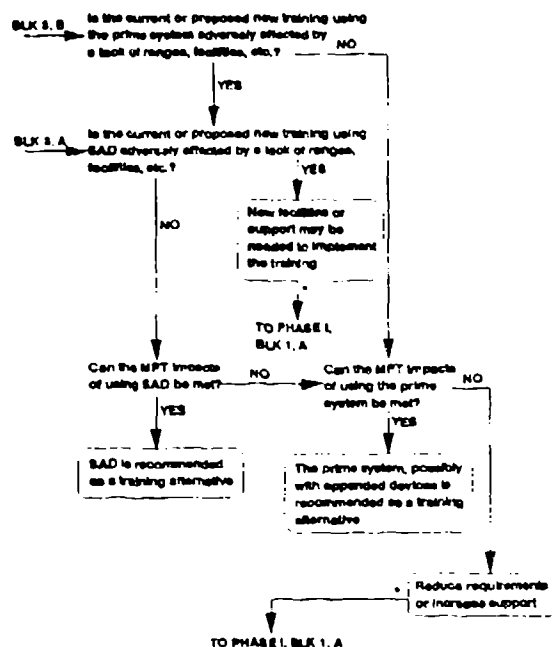 BLK 3, B
Is the current or proposed new training using
the prime system adversely affected by
a lack of ranges, facilities, etc.?
NO
YES
BLK 3, A
Is the current or proposed new training using
SAD adversely affected by a lack of ranges,
facilities, etc.?
YES
NO
New facilities or
support may be
needed to implement
the training
TO PHASE I,
BLK 1, A
Can the MPT impacts
of using SAD be met?
NO
Can the MPT impacts
of using the prime
system be met?
NO
YES
YES
SAD is recommended
as a training alternative
The prime system, possibly
with appended devices is
recommended as a training
alternative
Reduce requirements
or increase support
TO PHASE I, BLK 1, A